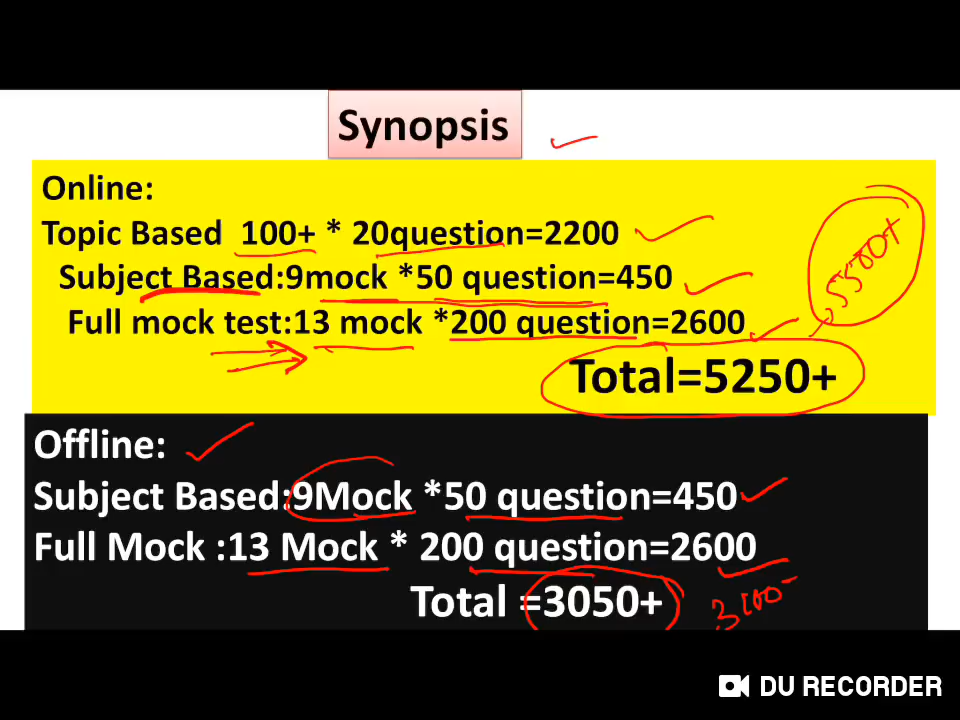 Synopsis
Online:
Topic Based 100+ * 20question=2200
Subject Based:9mock *50 question=450
Full mock test:13 mock *200 question=2600
5500+
Total=5250+
Offline:
Subject Based:9Mock *50 question=450
Full Mock :13 Mock * 200 question=2600
Total =3050+
3100
DU RECORDER